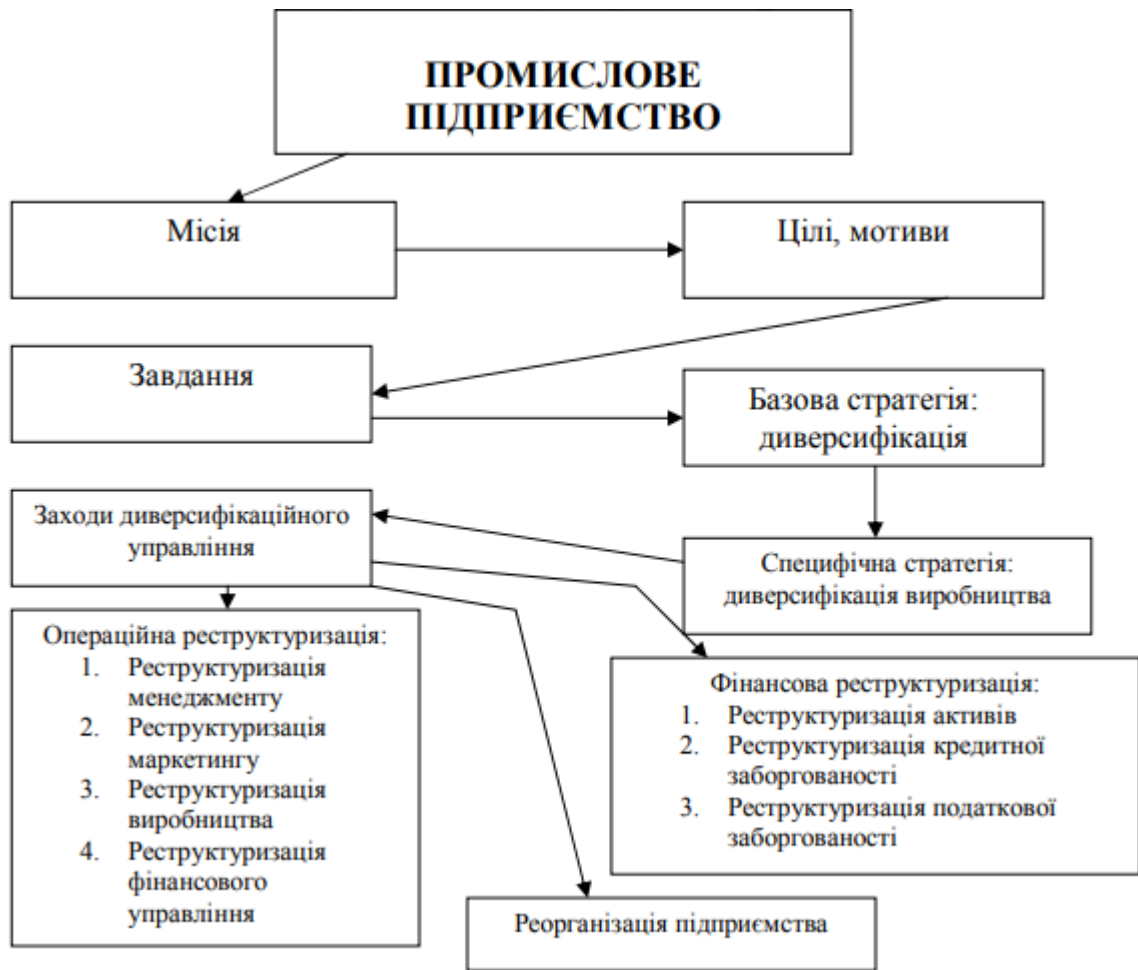 ПРОМИСЛОВЕ
ПІДПРИЄМСТВО
Місія
Цілі, мотиви
Завдання
Базова стратегія:
диверсифікація
Заходи диверсифікаційного
управління
Специфічна стратегія:
диверсифікація виробництва
Операційна реструктуризація:
1. Реструктуризація
менеджменту
2. Реструктуризація
маркетингу
3. Реструктуризація
виробництва
4. Реструктуризація
фінансового
управління
Фінансова реструктуризація:
1. Реструктуризація активів
2. Реструктуризація кредитної
заборгованості
3. Реструктуризація податкової
заборгованості
Реорганізація підприємства